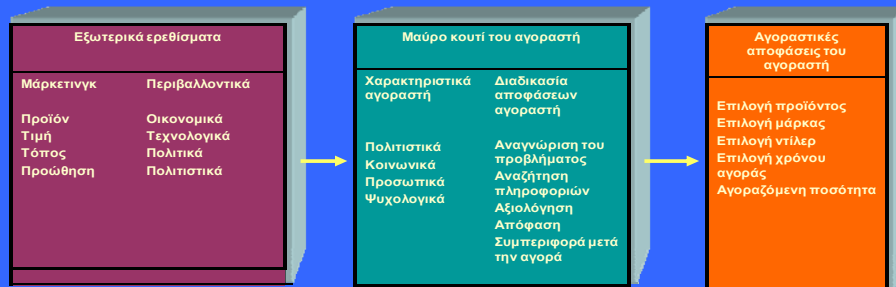 Εξωτερικά ερεθίσματα
Μάρκετινγκ
Προϊόν
Τιμή
Τόπος
Προώθηση
Περιβαλλοντικά
Οικονομικά
Τεχνολογικά
Πολιτικά
Πολιτιστικά
Μαύρο κουτί του αγοραστή
Χαρακτηριστικά
αγοραστή
Πολιτιστικά
Κοινωνικά
Προσωπικά
Ψυχολογικά
Διαδικασία
αποφάσεων
αγοραστή
Αναγνώριση του
προβλήματος
Αναζήτηση
πληροφοριών
Αξιολόγηση
Απόφαση
Συμπεριφορά μετά
την αγορά
Αγοραστικές
αποφάσεις του
αγοραστή
Επιλογή προϊόντος
Επιλογή μάρκας
Επιλογή ντίλερ
Επιλογή χρόνου
αγοράς
Αγοραζόμενη ποσότητα